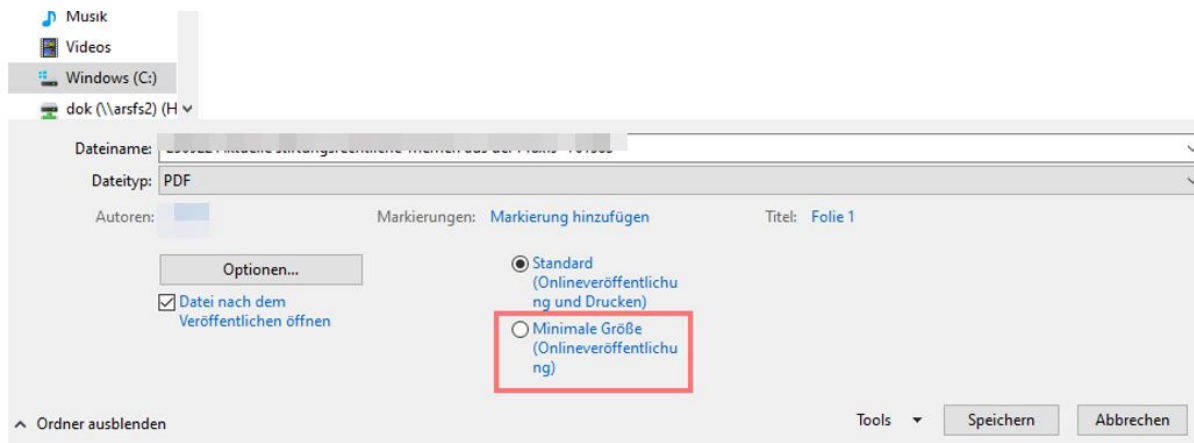 Musik
Videos
Windows (C:)
dok (\\arsfs2) (H
Dateiname:
Dateityp: PDF
Autoren: Markierungen: Markierung hinzufügen Titel: Folie 1
Optionen...
Datei nach dem
Veröffentlichen öffnen
Standard
(Onlineveröffentlichu
ng und Drucken)
Minimale Größe
(Onlineveröffentlichu
ng)
Ordner ausblenden
Tools Speichern Abbrechen